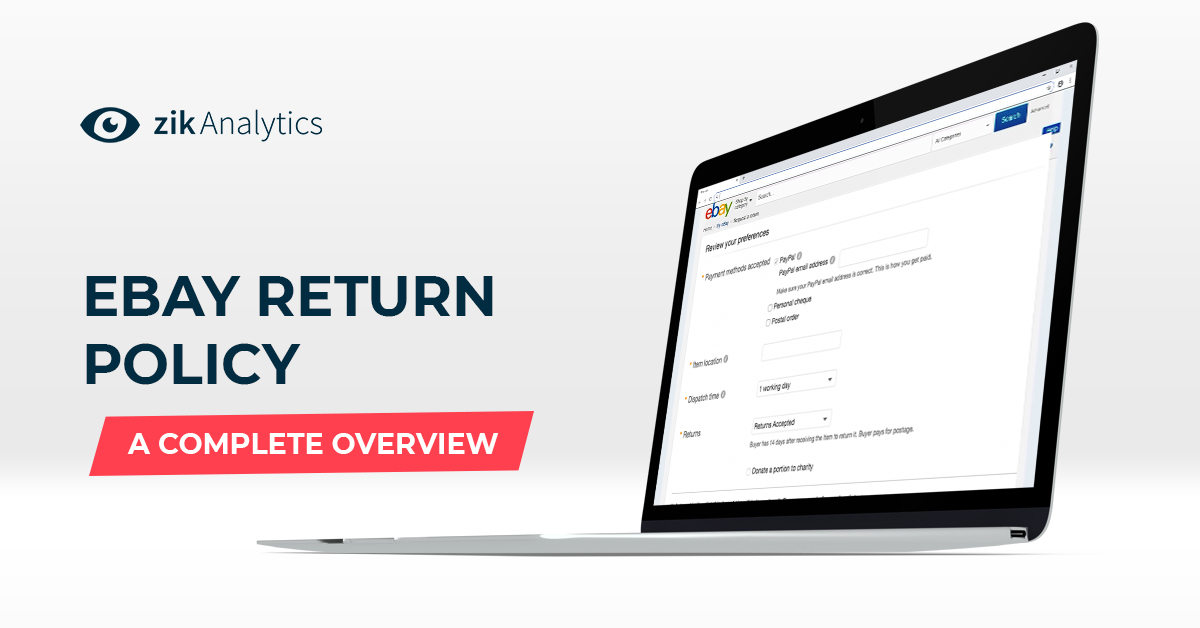 zik Analytics
EBAY RETURN
POLICY
A COMPLETE OVERVIEW
Search
Advanced
All Categories
ebay
Shop by
category
Search...
Home
My eBay
Review your preferences
* Payment methods accepted
PayPal
PayPal email address
Make sure your PayPal email address is correct. This is how you get paid.
Personal cheque
Postal order
* Item location
* Dispatch time
1 working day
* Returns
Returns Accepted
Buyer has 14 days after receiving the item to return it. Buyer pays for postage.
Donate a portion to charity